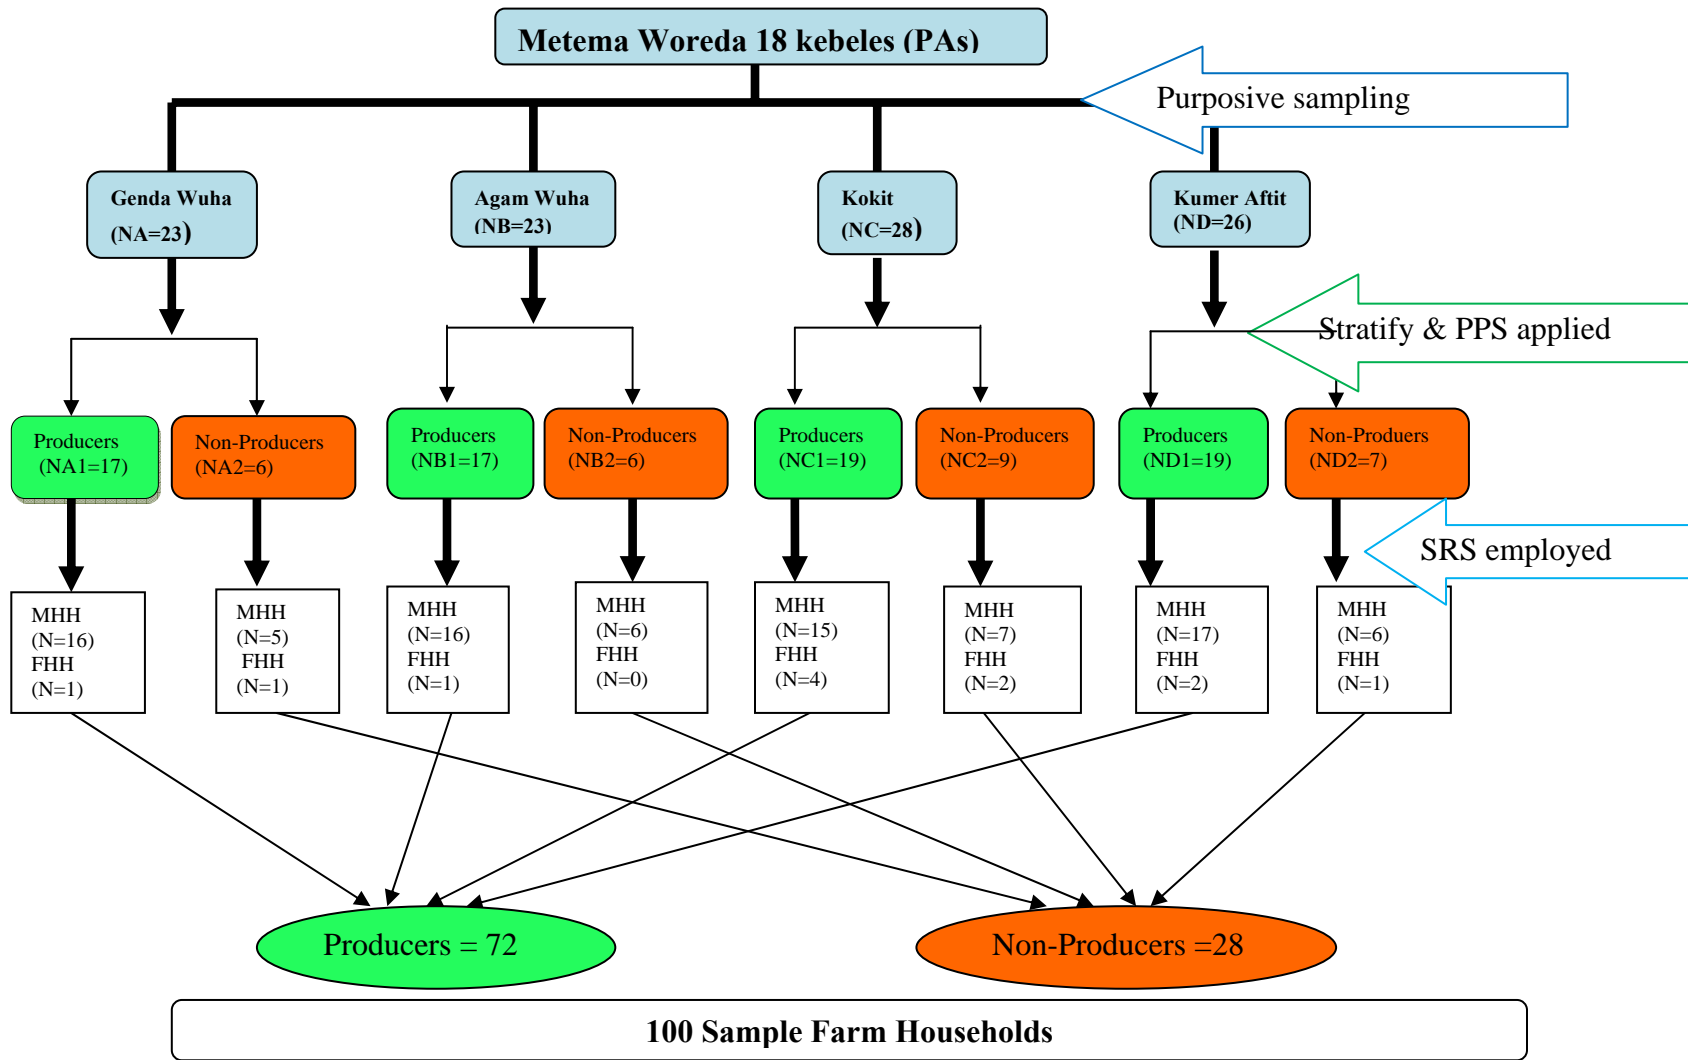 Metema Woreda 18 kebeles (PAs)
Purposive sampling
Genda Wuha
(NA=23)
Agam Wuha
(NB=23)
Kokit
(NC=28)
Kumer Aftit
(ND=26)
Stratify & PPS applied
Producers
(NA1=17)
Non-Producers
(NA2=6)
Producers
(NB1=17)
Non-Producers
(NB2=6)
Producers
(NC1=19)
Non-Producers
(NC2=9)
Producers
(ND1=19)
Non-Produers
(ND2=7)
SRS employed
MHH
(N=16)
FHH
(N=1)
MHH
(N=5)
FHH
(N=1)
MHH
(N=16)
FHH
(N=1)
MHH
(N=6)
FHH
(N=0)
MHH
(N=15)
FHH
(N=4)
MHH
(N=7)
FHH
(N=2)
MHH
(N=17)
FHH
(N=2)
MHH
(N=6)
FHH
(N=1)
Producers = 72
Non-Producers =28
100 Sample Farm Households